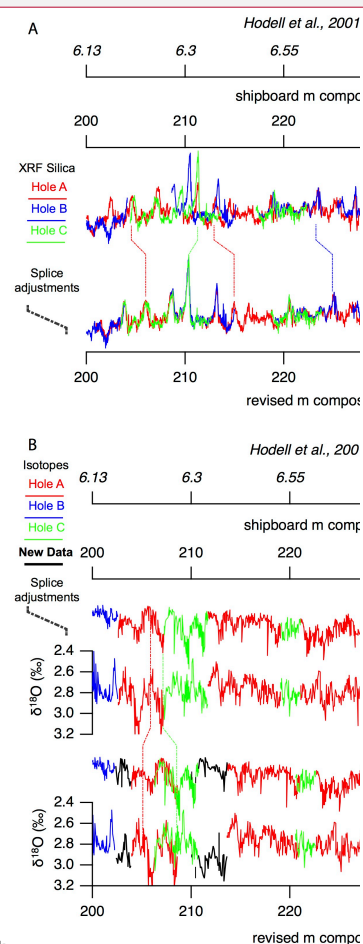 A
Hodell et al., 2001
6.13 6.3 6.55
shipboard m compo
200 210 220
XRF Silica
Hole A
Hole B
Hole C
Splice
adjustments
200 210 220
revised m compos
B
Hodell et al., 200
Isotopes
Hole A
6.13 6.3 6.55
Hole B
Hole C
shipboard m comp
New Data
200 210 220
Splice
adjustments
2.4
2.6
2.8
3.0
3.2
δ18O (‰)
2.4
2.6
2.8
3.0
3.2
δ18O (‰)
200 210 220
revised m compo